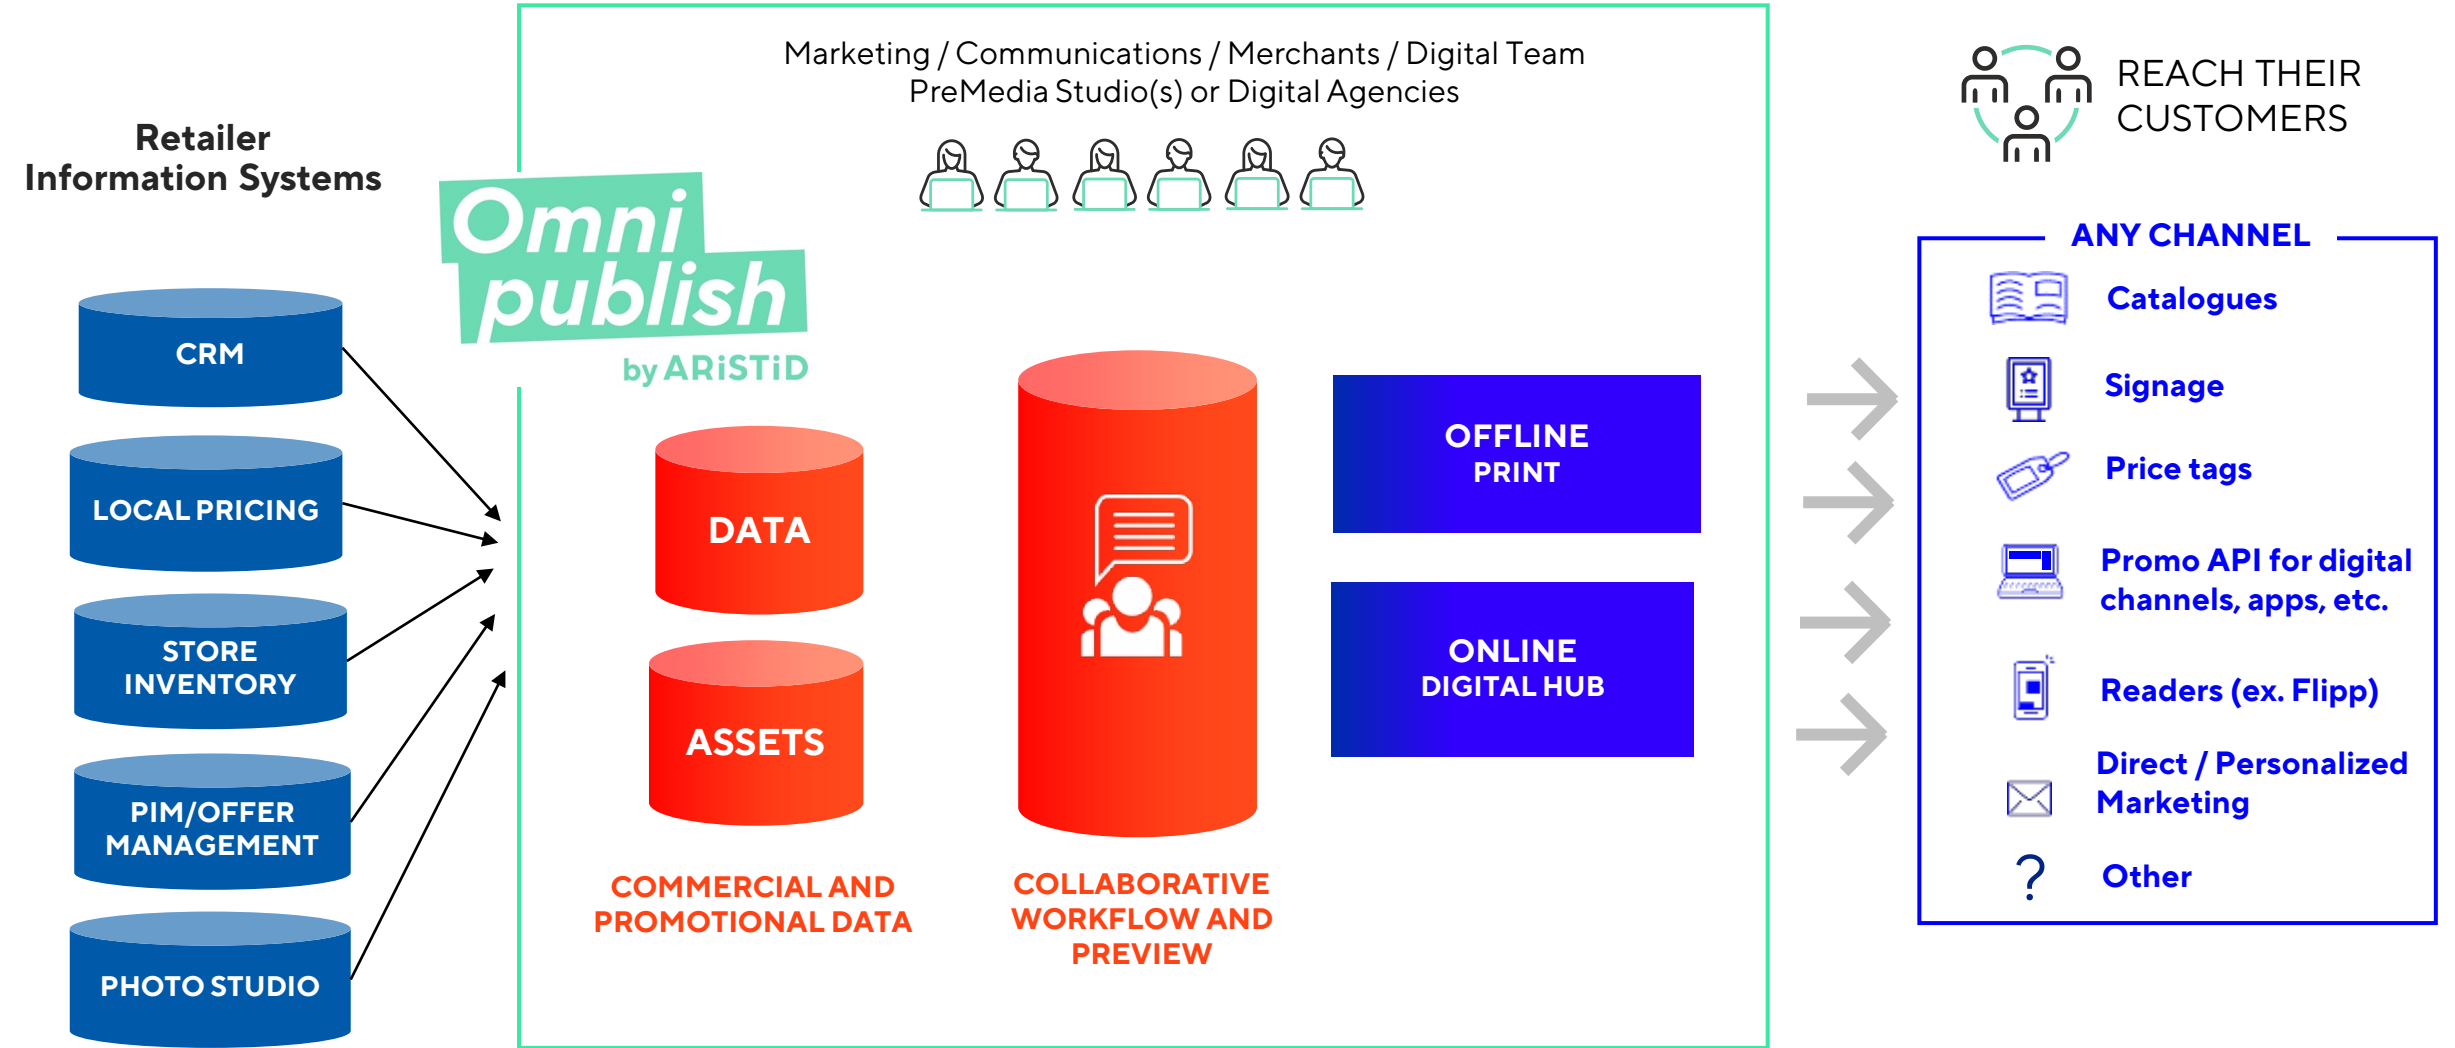 Retailer
Information Systems
CRM
LOCAL PRICING
STORE
INVENTORY
PIM/OFFER
MANAGEMENT
PHOTO STUDIO
Omni
publish
by ARiSTiD
Marketing / Communications / Merchants / Digital Team
PreMedia Studio(s) or Digital Agencies
DATA
ASSETS
COMMERCIAL AND
PROMOTIONAL DATA
COLLABORATIVE
WORKFLOW AND
PREVIEW
OFFLINE
PRINT
ONLINE
DIGITAL HUB
REACH THEIR
CUSTOMERS
ANY CHANNEL
Catalogues
Signage
Price tags
Promo API for digital
channels, apps, etc.
Readers (ex. Flipp)
Direct / Personalized
Marketing
?
Other